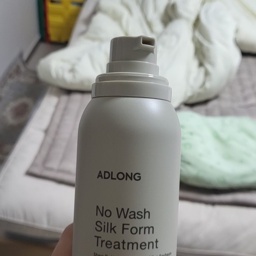 ADLONG
No Wash
Silk Form
Treatment